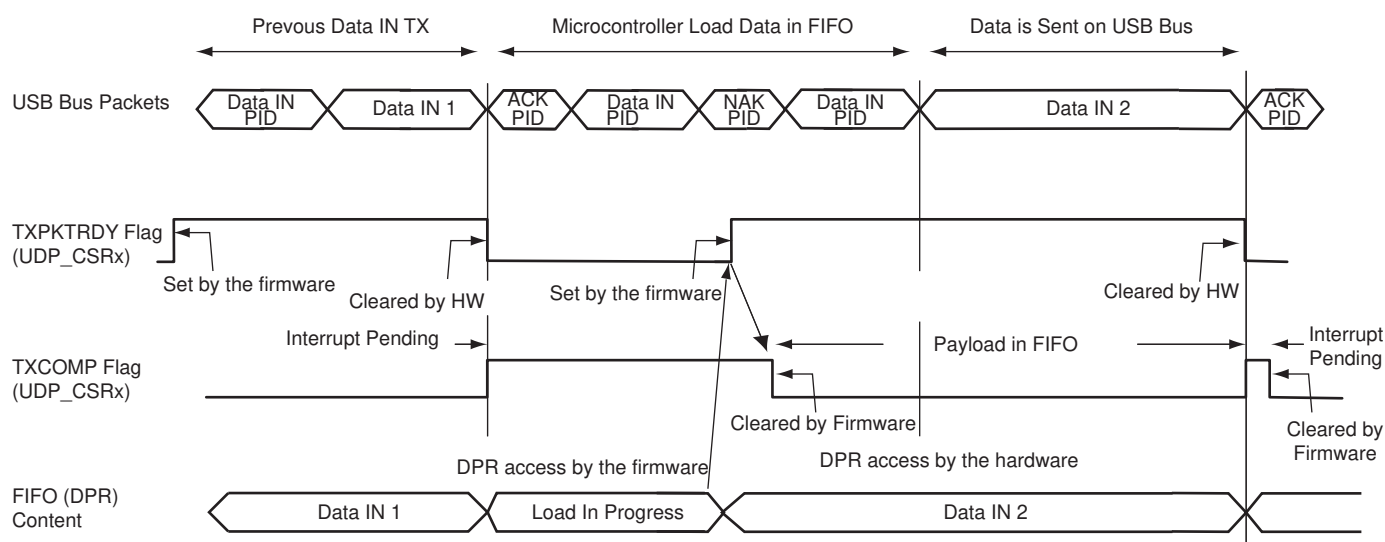 Prevous Data IN TX
Microcontroller Load Data in FIFO
Data is Sent on USB Bus
USB Bus Packets
Data IN
PID
Data IN 1
ACK
PID
Data IN
PID
NAK
PID
Data IN
PID
Data IN 2
ACK
PID
TXPKTRDY Flag
(UDP_CSRx)
Set by the firmware
Cleared by HW
Set by the firmware
Cleared by HW
Interrupt Pending
Payload in FIFO
Interrupt
Pending
TXCOMP Flag
(UDP_CSRx)
Cleared by Firmware
Cleared by
Firmware
DPR access by the firmware
DPR access by the hardware
FIFO (DPR)
Content
Data IN 1
Load In Progress
Data IN 2